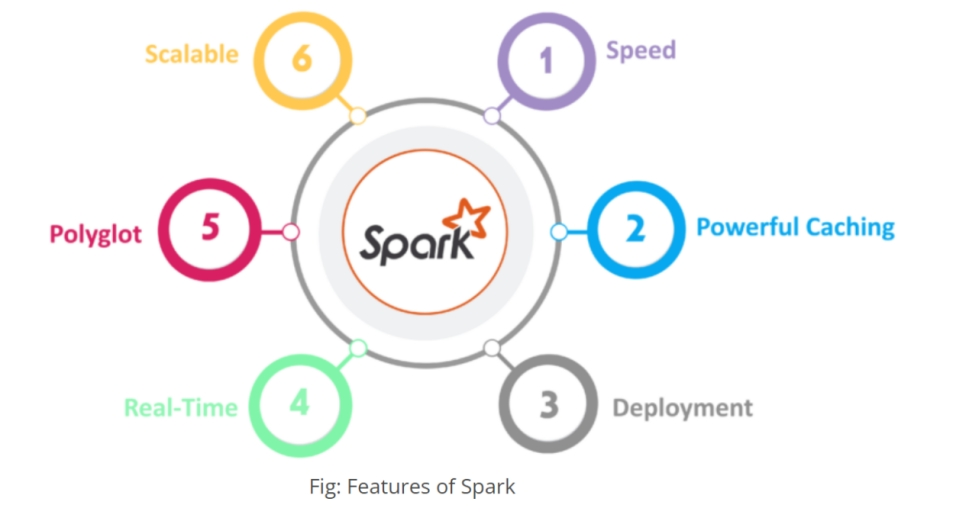 Scalable
6
1
Speed
Polyglot
5
Spark
2
Powerful Caching
Real-Time
4
3
Deployment
Fig: Features of Spark